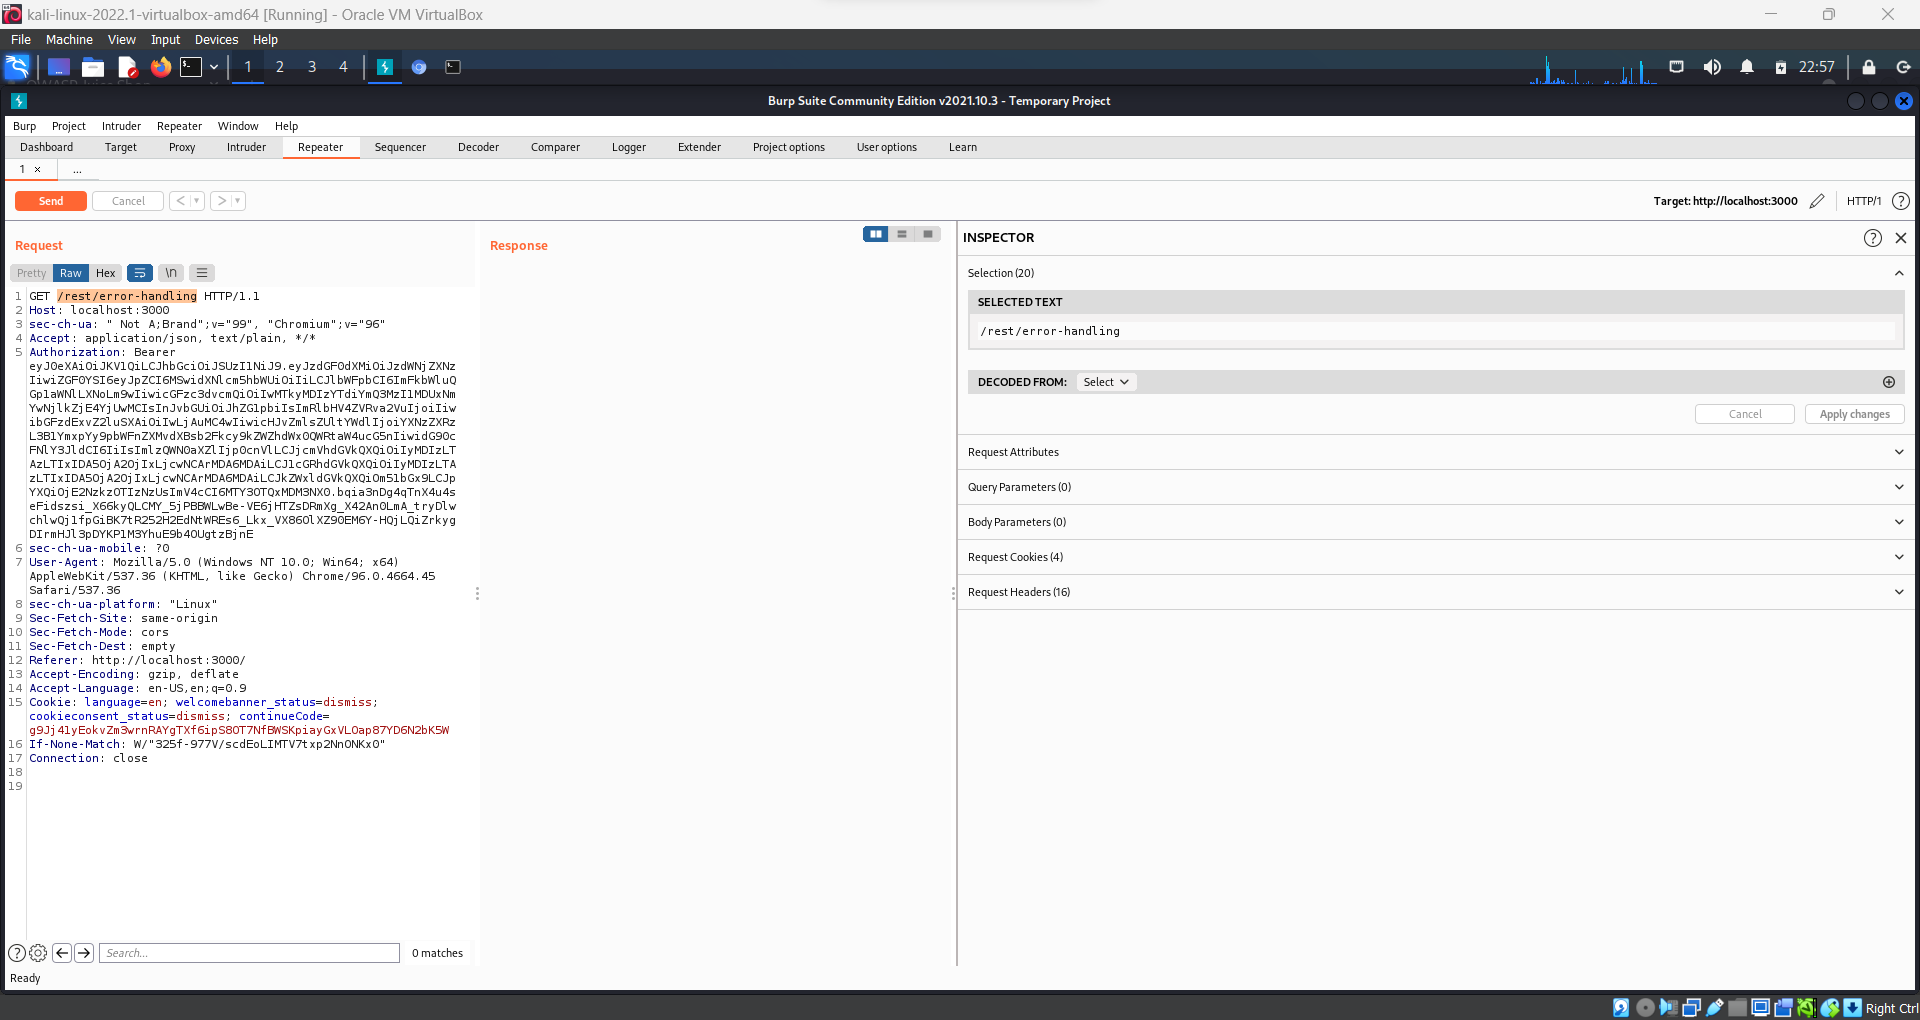 kali-linux-2022.1-virtualbox-amd64 [Running] - Oracle VM VirtualBox
File Machine View Input Devices Help
1 2 3 4 22:57
Burp Suite Community Edition v2021.10.3 - Temporary Project
Burp Project Intruder Repeater Window Help
Dashboard Target Proxy Intruder Repeater Sequencer Decoder Comparer Logger Extender Project options User options Learn
1 × ...
Send Cancel < > Target: http://localhost:3000 HTTP/1 ?
Request
Response
INSPECTOR
Pretty Raw Hex \n
Selection (20)
SELECTED TEXT
/rest/error-handling
DECODED FROM: Select
Cancel Apply changes
Request Attributes
Query Parameters (0)
Body Parameters (0)
Request Cookies (4)
Request Headers (16)
1 GET /rest/error-handling HTTP/1.1
2 Host: localhost:3000
3 sec-ch-ua: " Not A;Brand";v="99", "Chromium";v="96"
4 Accept: application/json, text/plain, */*
5 Authorization: Bearer
6 sec-ch-ua-mobile: ?0
7 User-Agent: Mozilla/5.0 (Windows NT 10.0; Win64; x64)
AppleWebKit/537.36 (KHTML, like Gecko) Chrome/96.0.4664.45
Safari/537.36
8 sec-ch-ua-platform: "Linux"
9 Sec-Fetch-Site: same-origin
10 Sec-Fetch-Mode: cors
11 Sec-Fetch-Dest: empty
12 Referer: http://localhost:3000/
13 Accept-Encoding: gzip, deflate
14 Accept-Language: en-US,en;q=0.9
15 Cookie: language=en; welcomebanner_status=dismiss;
cookieconsent_status=dismiss; continueCode=
16 If-None-Match:
17 Connection: close
18
19
? Search... 0 matches
Ready
Right Ctrl